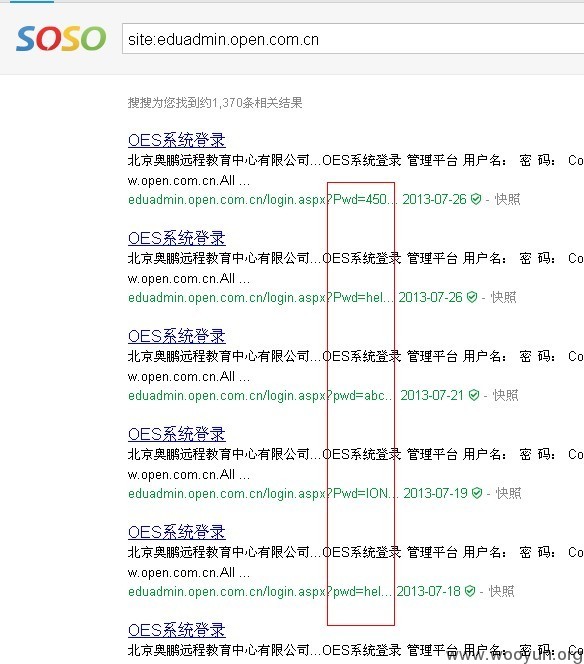 SOSO
site:eduadmin.open.com.cn
搜搜为您找到约1,370条相关结果
OES系统登录
北京奥鹏远程教育中心有限公司...OES系统登录 管理平台 用户名： 密 码： Co
w.open.com.cn.All ...
eduadmin.open.com.cn/login.aspx?Pwd=450... 2013-07-26 - 快照
OES系统登录
北京奥鹏远程教育中心有限公司...OES系统登录 管理平台 用户名： 密 码： Co
w.open.com.cn.All ...
eduadmin.open.com.cn/login.aspx?Pwd=hel... 2013-07-26 - 快照
OES系统登录
北京奥鹏远程教育中心有限公司...OES系统登录 管理平台 用户名： 密 码： Co
w.open.com.cn.All ...
eduadmin.open.com.cn/login.aspx?pwd=abc... 2013-07-21 - 快照
OES系统登录
北京奥鹏远程教育中心有限公司...OES系统登录 管理平台 用户名： 密 码： Co
w.open.com.cn.All ...
eduadmin.open.com.cn/login.aspx?Pwd=ION... 2013-07-19 - 快照
OES系统登录
北京奥鹏远程教育中心有限公司...OES系统登录 管理平台 用户名： 密 码： Co
w.open.com.cn.All ...
eduadmin.open.com.cn/login.aspx?pwd=hel... 2013-07-18 - 快照
OES系统登录
北京奥鹏远程教育中心有限公司...OES系统登录 管理平台 用户名： 密 码： Co
www.wooyun.org